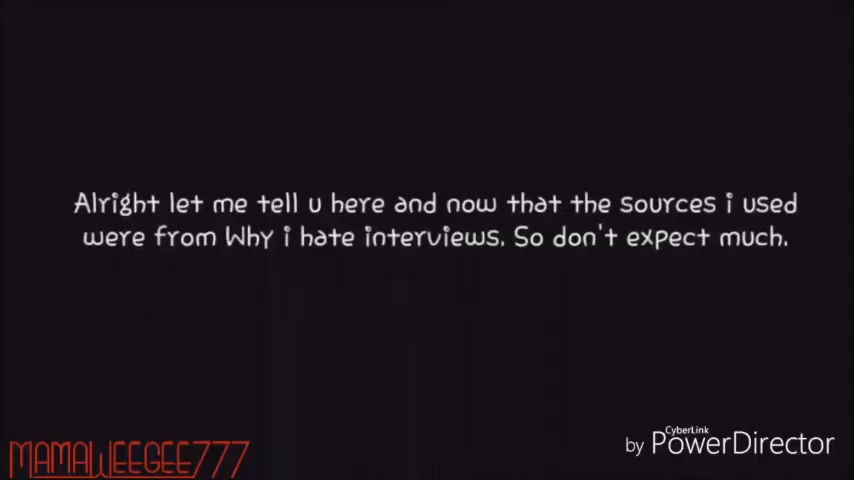 Alright let me tell u here and now that the sources i used
were from Why i hate interviews. So don't expect much.
MAMAWEEGEE777
CyberLink
by PowerDirector